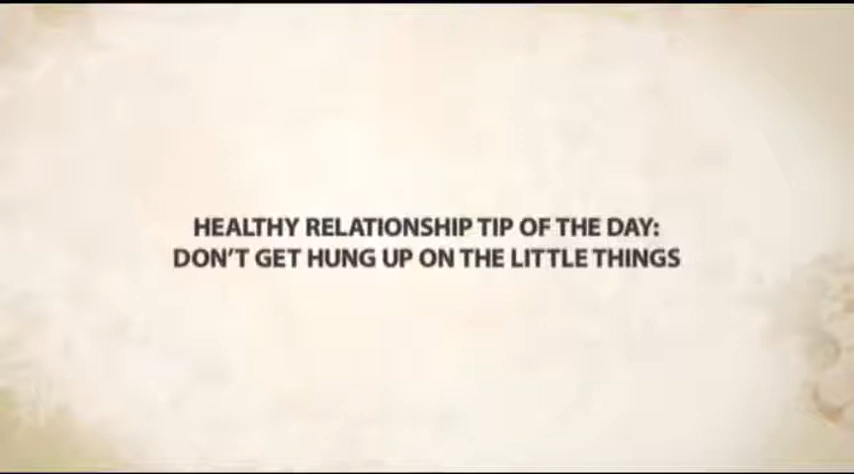 HEALTHY RELATIONSHIP TIP OF THE DAY:
DON'T GET HUNG UP ON THE LITTLE THINGS